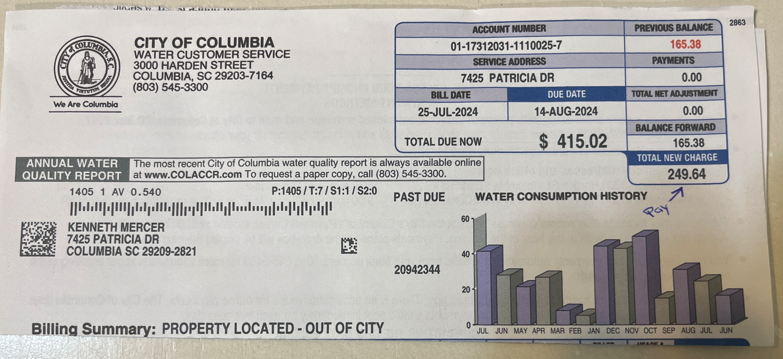 2863
CITY OF COLUMBIA
WATER CUSTOMER SERVICE
3000 HARDEN STREET
COLUMBIA, SC 29203-7164
(803) 545-3300
We Are Columbia
ACCOUNT NUMBER
01-17312031-1110025-7
SERVICE ADDRESS
7425 PATRICIA DR
BILL DATE
DUE DATE
25-JUL-2024
14-AUG-2024
TOTAL DUE NOW $ 415.02
PREVIOUS BALANCE
165.38
PAYMENTS
0.00
TOTAL NET ADJUSTMENT
0.00
BALANCE FORWARD
165.38
TOTAL NEW CHARGE
249.64
Pay
ANNUAL WATER
QUALITY REPORT
The most recent City of Columbia water quality report is always available online
at www.COLACCR.com To request a paper copy, call (803) 545-3300.
1405 1 AV 0.540
P:1405 / T:7 / S1:1 / S2:0
KENNETH MERCER
7425 PATRICIA DR
COLUMBIA SC 29209-2821
PAST DUE
20942344
WATER CONSUMPTION HISTORY
60
40
20
0
JUL JUN MAY APR MAR FEB JAN DEC NOV OCT SEP AUG JUL JUN
Billing Summary: PROPERTY LOCATED - OUT OF CITY